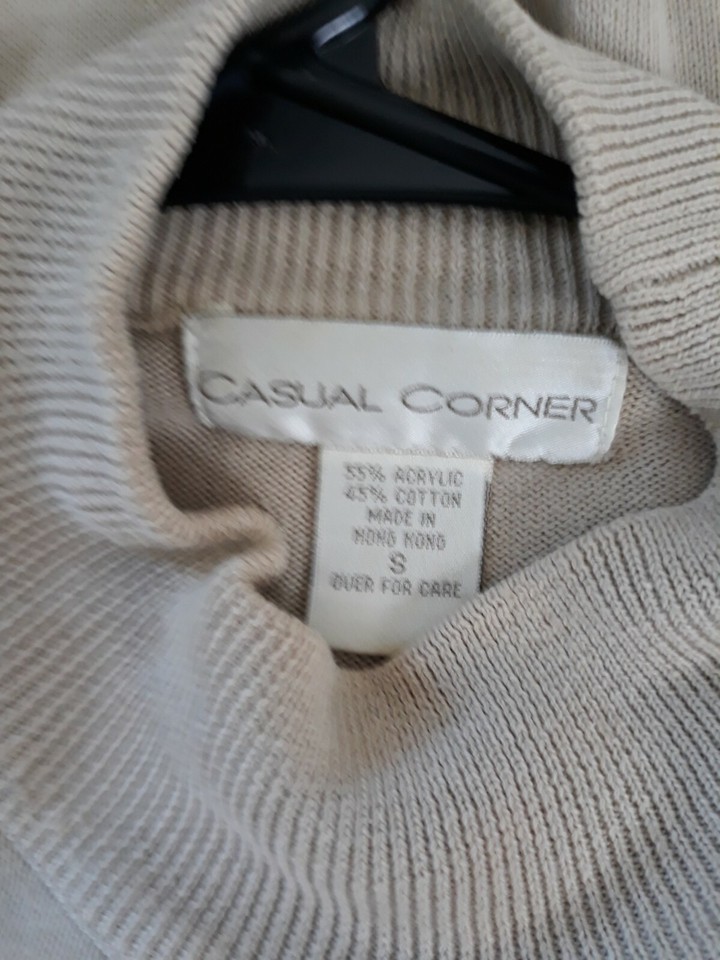 CASUAL CORNER
55% ACRYLIC
45% COTTON
MADE IN
HONG KONG
S
OVER FOR CARE